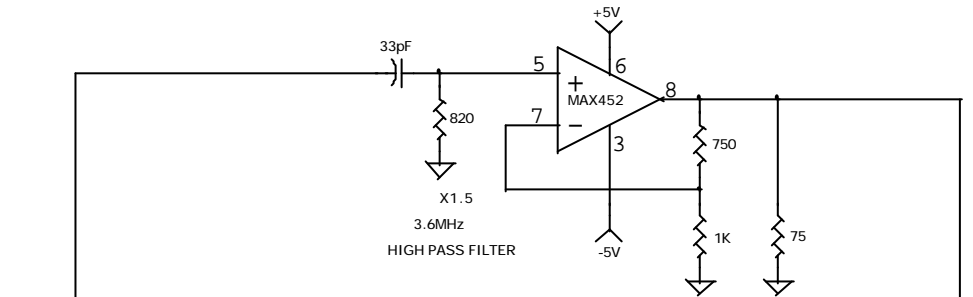 +5V
33pF
5
6
+
MAX452
8
820
7
−
3
750
X1.5
3.6MHz
HIGH PASS FILTER
-5V
1K
75